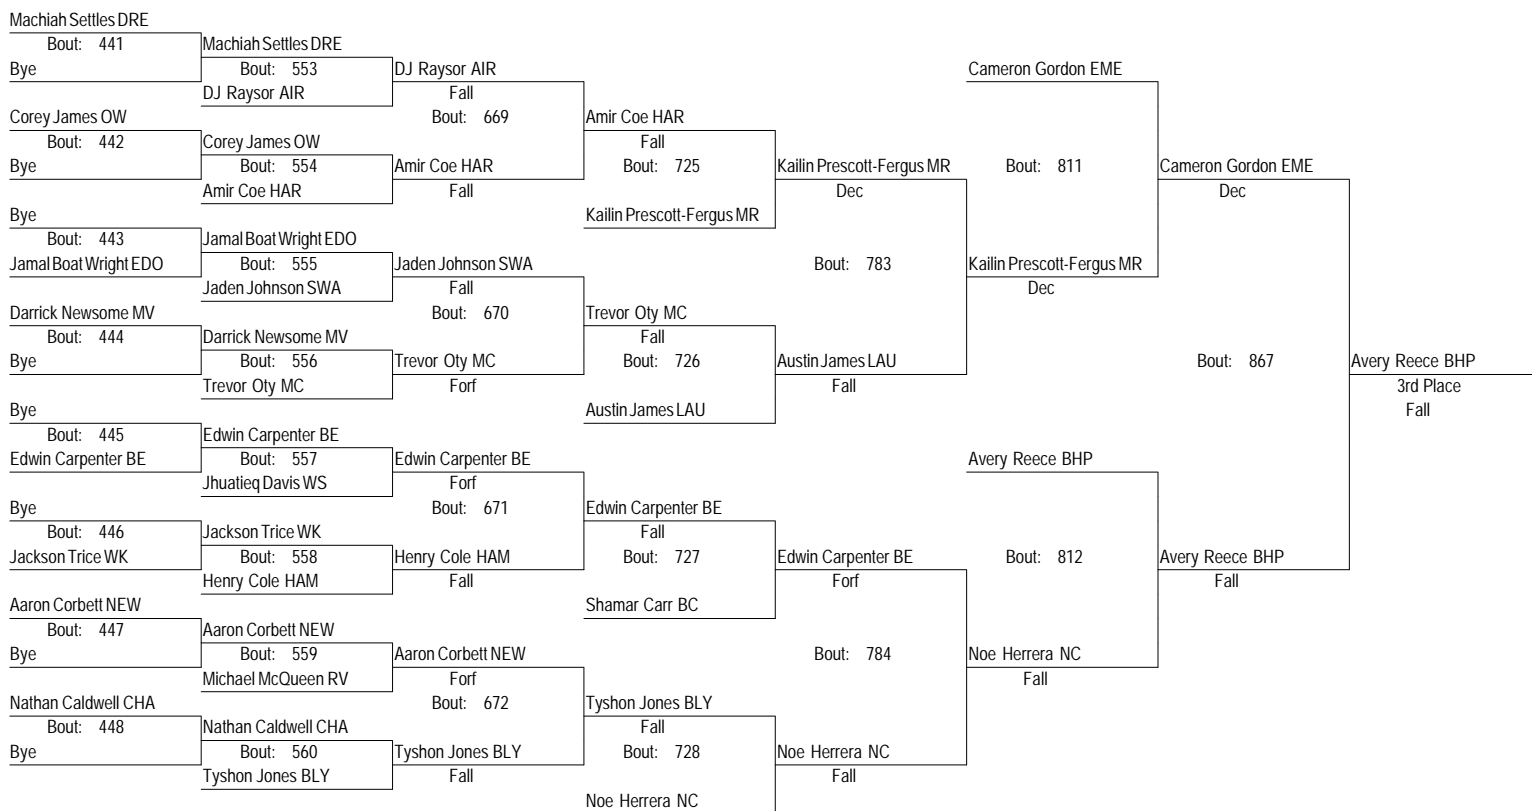 Machiah Settles DRE
Bout: 441
Bye
Corey James OW
Bout: 442
Bye
Bye
Bout: 443
Jamal Boat Wright EDO
Darrick Newsome MV
Bout: 444
Bye
Bye
Bout: 445
Edwin Carpenter BE
Bye
Bout: 446
Jackson Trice WK
Aaron Corbett NEW
Bout: 447
Bye
Nathan Caldwell CHA
Bout: 448
Bye
Machiah Settles DRE
Bout: 553
DJ Raysor AIR
Corey James OW
Bout: 554
Amir Coe HAR
Jamal Boat Wright EDO
Bout: 555
Jaden Johnson SWA
Darrick Newsome MV
Bout: 556
Trevor Oty MC
Edwin Carpenter BE
Bout: 557
Jhuatieq Davis WS
Jackson Trice WK
Bout: 558
Henry Cole HAM
Aaron Corbett NEW
Bout: 559
Michael McQueen RV
Nathan Caldwell CHA
Bout: 560
Tyshon Jones BLY
DJ Raysor AIR
Fall
Bout: 669
Amir Coe HAR
Fall
Jaden Johnson SWA
Fall
Bout: 670
Trevor Oty MC
Forf
Edwin Carpenter BE
Forf
Bout: 671
Henry Cole HAM
Fall
Aaron Corbett NEW
Forf
Bout: 672
Tyshon Jones BLY
Fall
Amir Coe HAR
Fall
Bout: 725
Kailin Prescott-Fergus MR
Trevor Oty MC
Fall
Bout: 726
Austin James LAU
Edwin Carpenter BE
Fall
Bout: 727
Shamar Carr BC
Tyshon Jones BLY
Fall
Bout: 728
Noe Herrera NC
Kailin Prescott-Fergus MR
Dec
Bout: 783
Austin James LAU
Fall
Edwin Carpenter BE
Forf
Bout: 784
Noe Herrera NC
Fall
Cameron Gordon EME
Bout: 811
Kailin Prescott-Fergus MR
Dec
Avery Reece BHP
Bout: 812
Noe Herrera NC
Fall
Cameron Gordon EME
Dec
Bout: 867
Avery Reece BHP
Fall
Avery Reece BHP
3rd Place
Fall